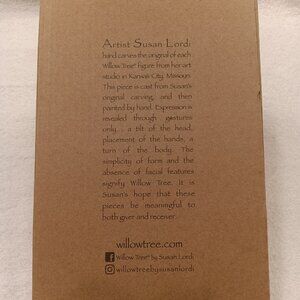 Artist Susan Lordi
hand carves the original of each
Willow Tree® figure from her art
studio in Kansas City, Missouri.
This piece is cast from Susan's
original carving, and then
painted by hand. Expression is
revealed through gestures
only... a tilt of the head,
placement of the hands, a
turn of the body. The
simplicity of form and the
absence of facial features
signify Willow Tree. It is
Susan's hope that these
pieces be meaningful to
both giver and receiver.
willowtree.com
Willow Tree® by Susan Lordi
willowtreebysusanlordi